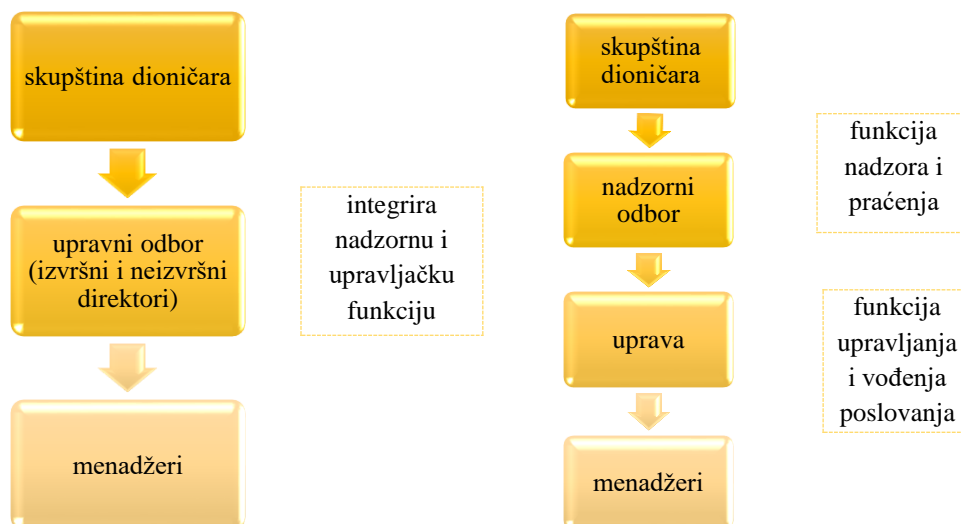 skupština dioničara
upravni odbor
(izvršni i neizvršni
direktori)
menadžeri
integrira
nadzornu i
upravljačku
funkciju
skupština
dioničara
nadzorni
odbor
uprava
menadžeri
funkcija
nadzora i
praćenja
funkcija
upravljanja
i vođenja
poslovanja